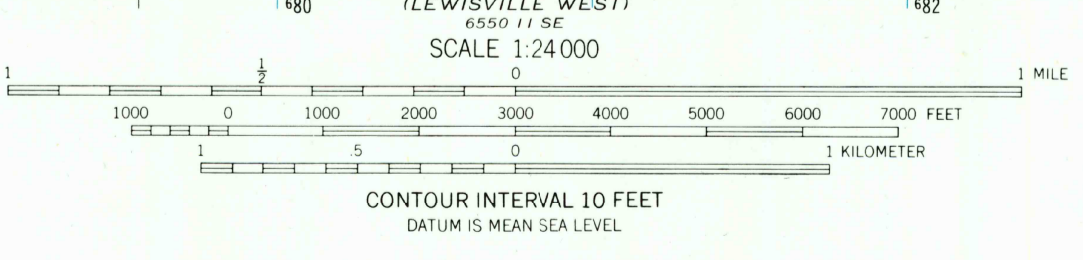 680 (LEWISVILLE WEST) 682
6550 II SE
SCALE 1:24 000
1 1/2 0 1 MILE
1000 0 1000 2000 3000 4000 5000 6000 7000 FEET
1 .5 0 1 KILOMETER
CONTOUR INTERVAL 10 FEET
DATUM IS MEAN SEA LEVEL